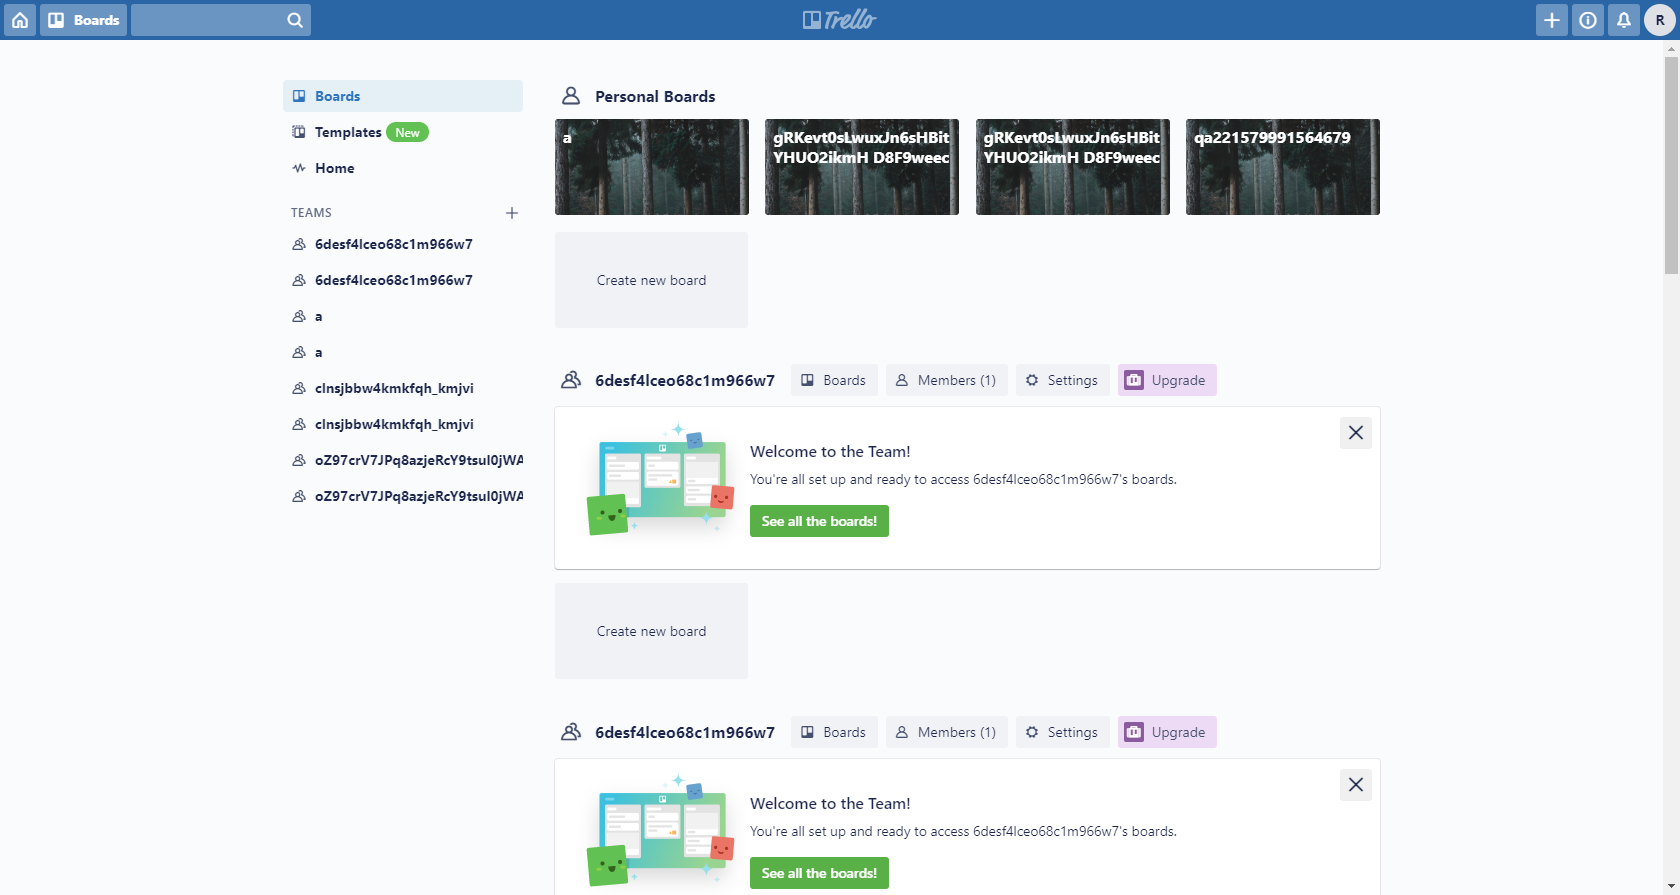 Boards
Trello
R
Boards
Templates New
Home
TEAMS
6desf4lceo68c1m966w7
6desf4lceo68c1m966w7
a
a
clnsjbbw4kmkfqh_kmjvi
clnsjbbw4kmkfqh_kmjvi
oZ97crV7JPq8azjeRcY9tsul0jWA
oZ97crV7JPq8azjeRcY9tsul0jWA
Personal Boards
a
gRKevt0sLwuxJn6sHBit
YHUO2ikmH D8F9weec
gRKevt0sLwuxJn6sHBit
YHUO2ikmH D8F9weec
qa221579991564679
Create new board
6desf4lceo68c1m966w7 Boards Members (1) Settings Upgrade
Welcome to the Team!
You're all set up and ready to access 6desf4lceo68c1m966w7's boards.
See all the boards!
Create new board
6desf4lceo68c1m966w7 Boards Members (1) Settings Upgrade
Welcome to the Team!
You're all set up and ready to access 6desf4lceo68c1m966w7's boards.
See all the boards!